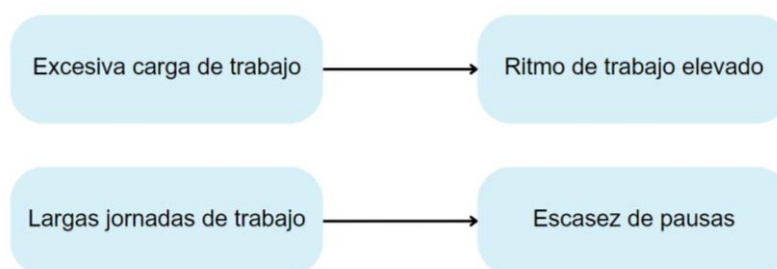 Excesiva carga de trabajo
Ritmo de trabajo elevado
Largas jornadas de trabajo
Escasez de pausas